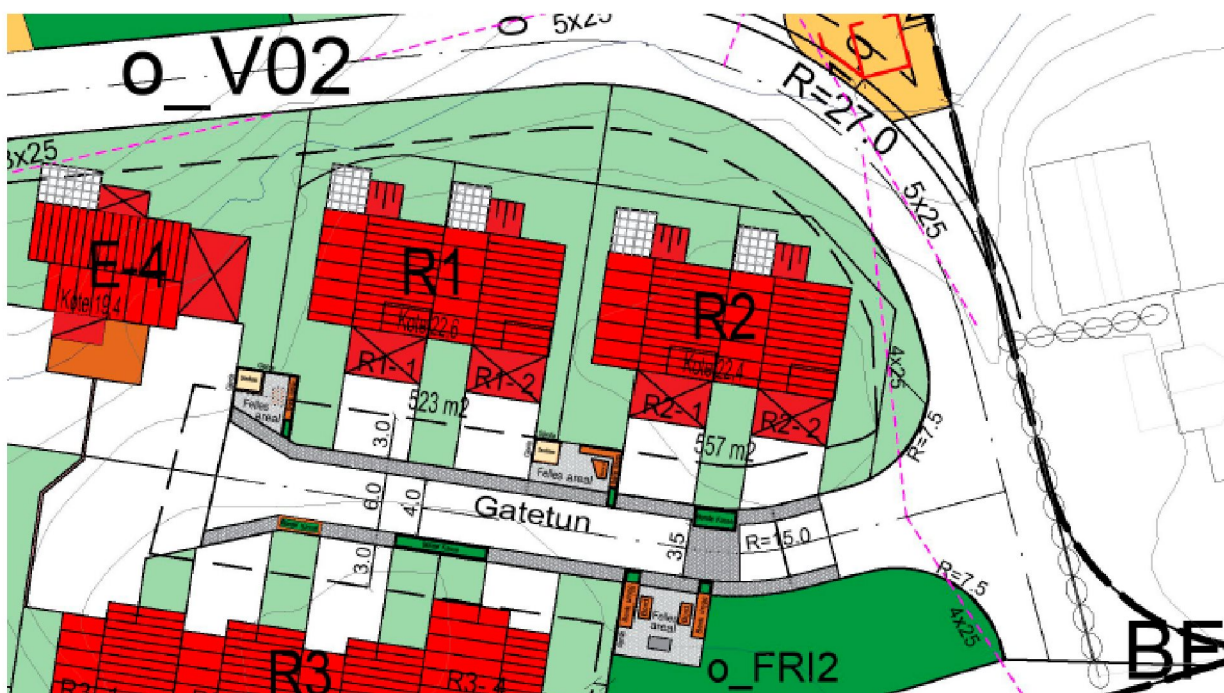 5x25
o_V02
R=27.0
3x25
5x25
E-4
Kote 19.4
R1
Kote 22.6
R2
Kote 22.4
R1- 1
R1- 2
R2- 1
R2- 2
4x25
523 m2
557 m2
R=7.5
Felles areal
Felles areal
3.0
6.0
4.0
Gatetun
3.5
R=15.0
3.0
R=7.5
4x25
Felles areal
R3
R3- 4
o_FRI2